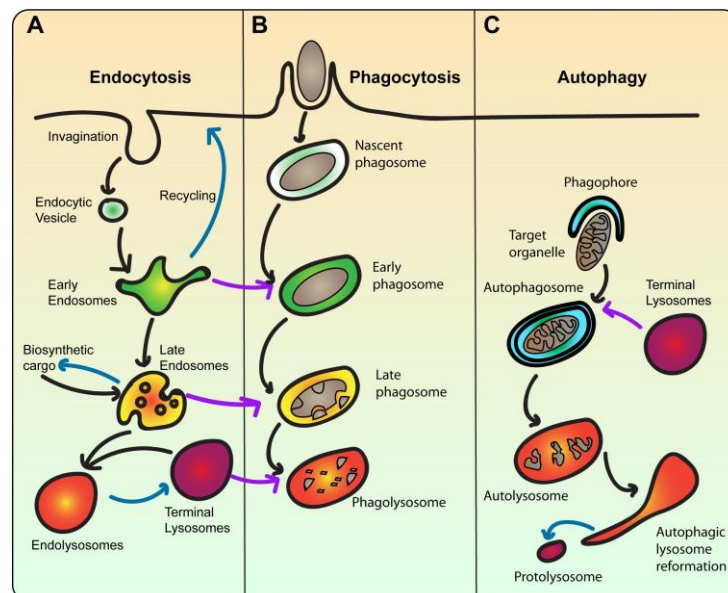 A
Endocytosis
Invagination
Endocytic
Vesicle
Recycling
Early
Endosomes
Biosynthetic
cargo
Late
Endosomes
Endolysosomes
Terminal
Lysosomes
B
Phagocytosis
Nascent
phagosome
Early
phagosome
Late
phagosome
Phagolysosome
C
Autophagy
Phagophore
Target
organelle
Autophagosome
Terminal
Lysosomes
Autolysosome
Autophagic
lysosome
reformation
Protolysosome